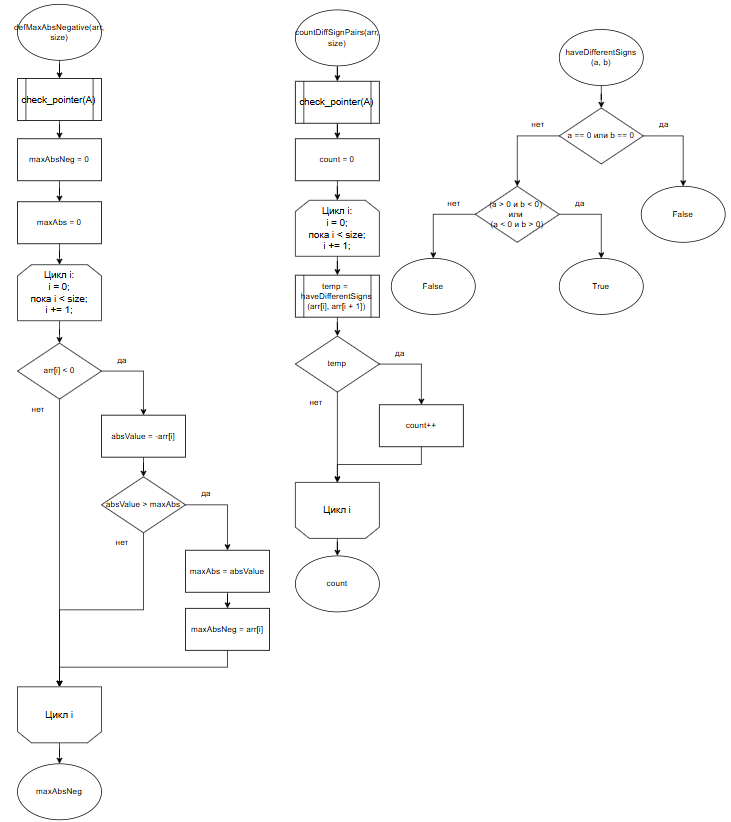 defMaxAbsNegative(arr,
size)
check_pointer(A)
maxAbsNeg = 0
maxAbs = 0
Цикл i:
i = 0;
пока i < size;
i += 1;
arr[i] < 0
да
нет
absValue = -arr[i]
absValue > maxAbs
да
нет
maxAbs = absValue
maxAbsNeg = arr[i]
Цикл i
maxAbsNeg
countDiffSignPairs(arr,
size)
check_pointer(A)
count = 0
Цикл i:
i = 0;
пока i < size;
i += 1;
temp =
haveDifferentSigns
(arr[i], arr[i + 1])
temp
да
нет
count++
Цикл i
count
haveDifferentSigns
(a, b)
a == 0 или b == 0
нет
да
False
(a > 0 и b < 0)
или
(a < 0 и b > 0)
нет
да
False
True